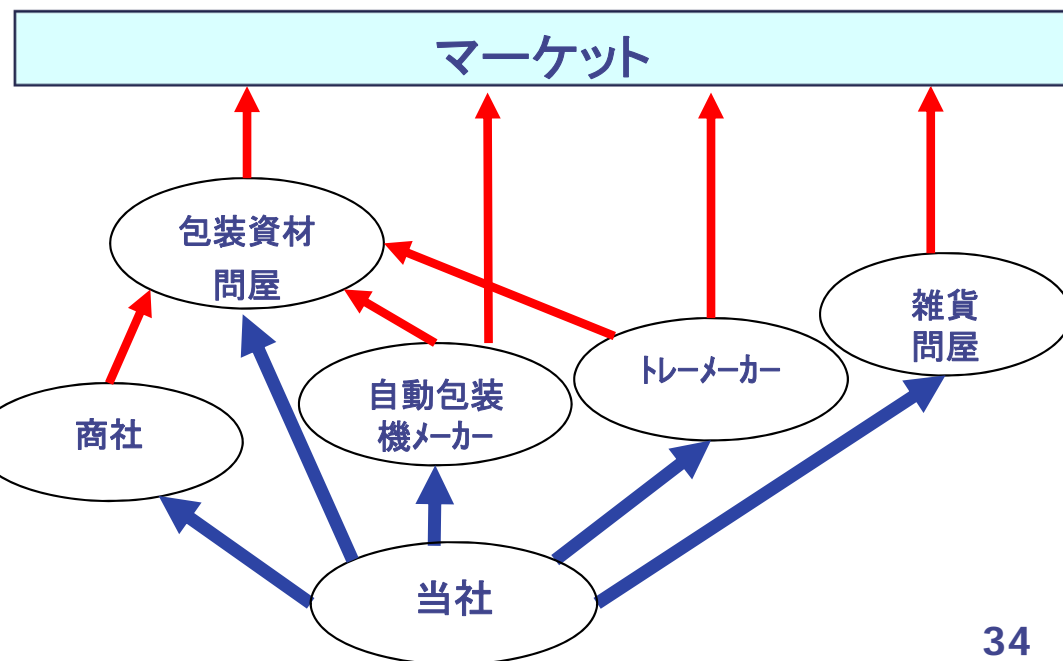 マーケット
包装資材
問屋
雑貨
問屋
トレーメーカー
自動包装
機メーカー
商社
当社
34